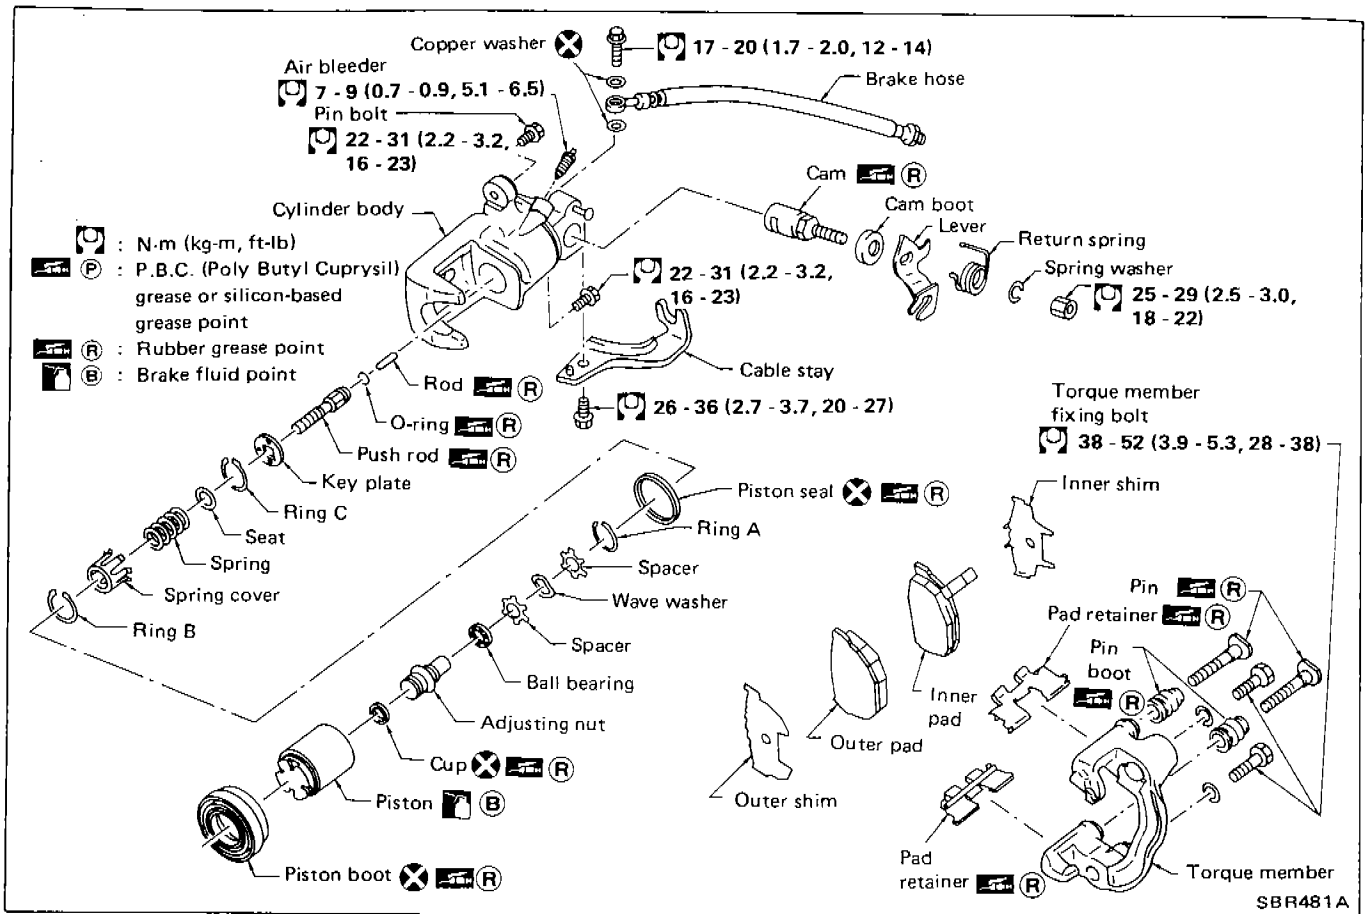 Copper washer
17 - 20 (1.7 - 2.0, 12 - 14)
Air bleeder
7 - 9 (0.7 - 0.9, 5.1 - 6.5)
Brake hose
Pin bolt
22 - 31 (2.2 - 3.2,
16 - 23)
Cam R
Cam boot
Lever
Cylinder body
Return spring
Spring washer
25 - 29 (2.5 - 3.0,
18 - 22)
: N·m (kg-m, ft-lb)
P : P.B.C. (Poly Butyl Cuprysil)
grease or silicon-based
grease point
R : Rubber grease point
B : Brake fluid point
22 - 31 (2.2 - 3.2,
16 - 23)
Cable stay
26 - 36 (2.7 - 3.7, 20 - 27)
Rod R
O-ring R
Push rod R
Key plate
Ring C
Seat
Spring
Spring cover
Ring B
Torque member
fixing bolt
38 - 52 (3.9 - 5.3, 28 - 38)
Piston seal R
Ring A
Spacer
Wave washer
Spacer
Ball bearing
Adjusting nut
Cup R
Piston B
Piston boot R
Inner shim
Pin R
Pad retainer R
Pin
boot
R
Inner
pad
Outer pad
Outer shim
Pad
retainer R
Torque member
SBR481A